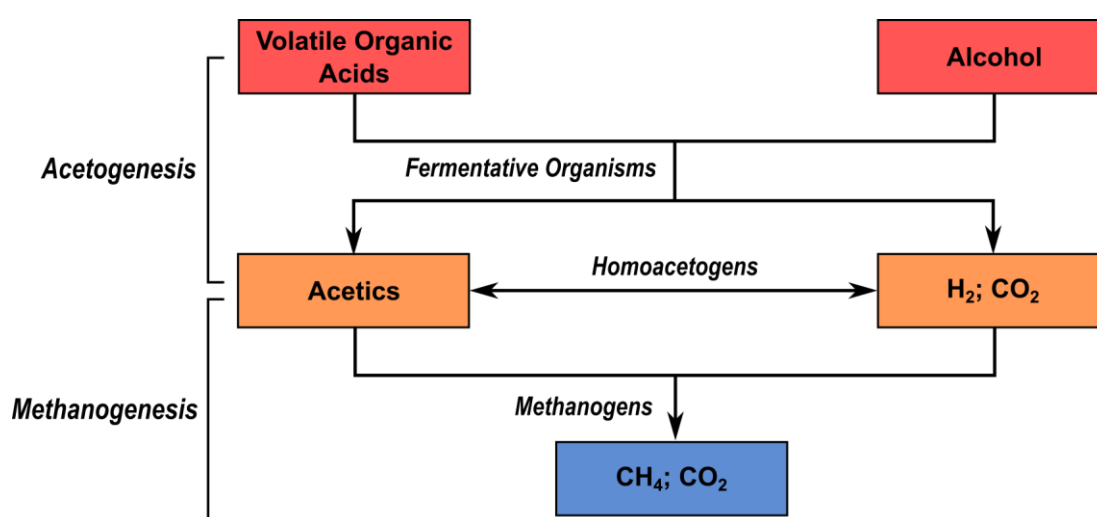 Volatile Organic
Acids
Alcohol
Acetogenesis
Fermentative Organisms
Homoacetogens
Acetics
H₂; CO₂
Methanogenesis
Methanogens
CH₄; CO₂